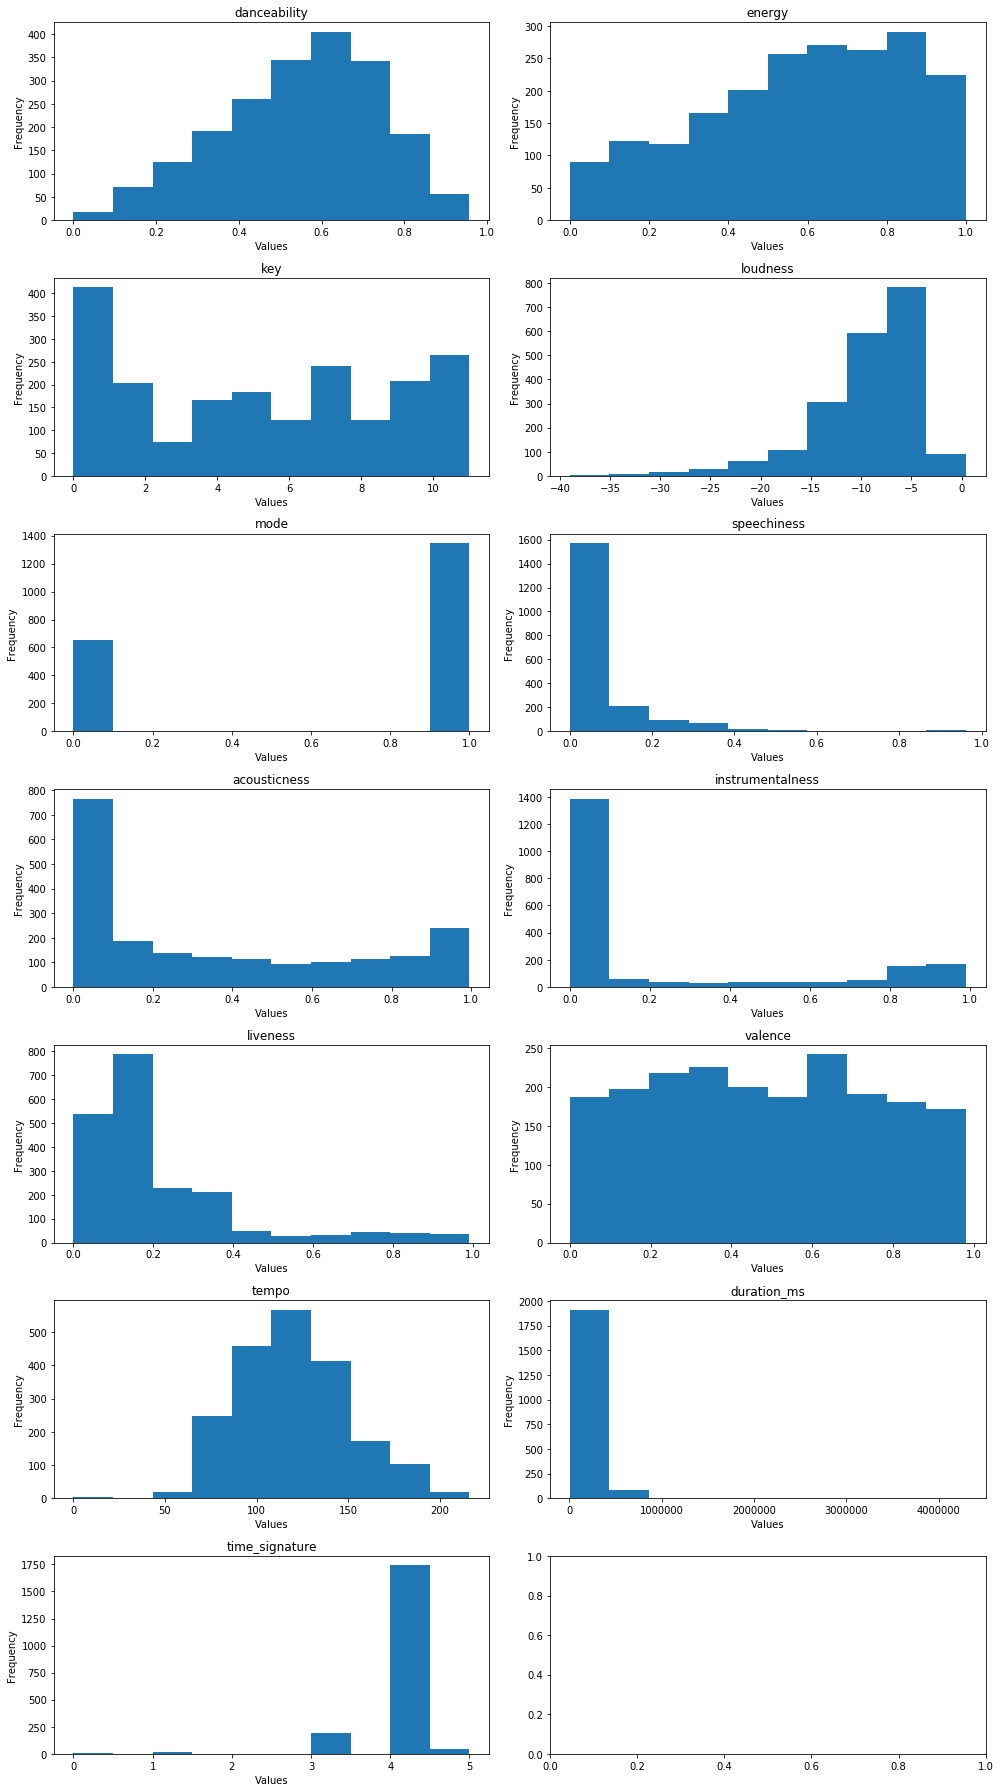 danceability
Frequency
400
350
300
250
200
150
100
50
0
0.0 0.2 0.4 0.6 0.8 1.0
Values
energy
Frequency
300
250
200
150
100
50
0
0.0 0.2 0.4 0.6 0.8 1.0
Values
key
Frequency
400
350
300
250
200
150
100
50
0
0 2 4 6 8 10
Values
loudness
Frequency
800
700
600
500
400
300
200
100
0
−40 −35 −30 −25 −20 −15 −10 −5 0
Values
mode
Frequency
1400
1200
1000
800
600
400
200
0
0.0 0.2 0.4 0.6 0.8 1.0
Values
speechiness
Frequency
1600
1400
1200
1000
800
600
400
200
0
0.0 0.2 0.4 0.6 0.8 1.0
Values
acousticness
Frequency
800
700
600
500
400
300
200
100
0
0.0 0.2 0.4 0.6 0.8 1.0
Values
instrumentalness
Frequency
1400
1200
1000
800
600
400
200
0
0.0 0.2 0.4 0.6 0.8 1.0
Values
liveness
Frequency
800
700
600
500
400
300
200
100
0
0.0 0.2 0.4 0.6 0.8 1.0
Values
valence
Frequency
250
200
150
100
50
0
0.0 0.2 0.4 0.6 0.8 1.0
Values
tempo
Frequency
500
400
300
200
100
0
0 50 100 150 200
Values
duration_ms
Frequency
2000
1750
1500
1250
1000
750
500
250
0
0 1000000 2000000 3000000 4000000
Values
time_signature
Frequency
1750
1500
1250
1000
750
500
250
0
0 1 2 3 4 5
Values
1.0
0.8
0.6
0.4
0.2
0.0
0.0 0.2 0.4 0.6 0.8 1.0